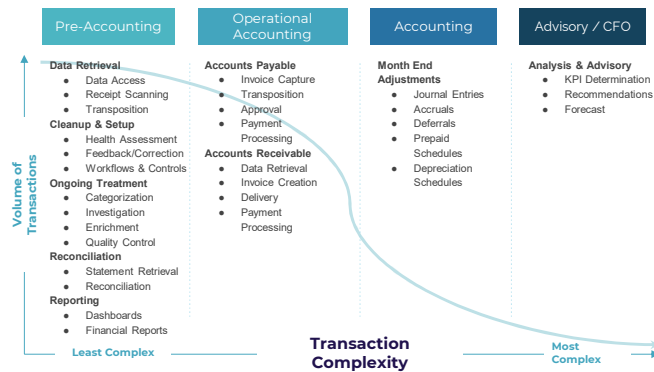 Pre-Accounting
Operational
Accounting
Accounting
Advisory / CFO
Data Retrieval
● Data Access
● Receipt Scanning
● Transposition
Cleanup & Setup
● Health Assessment
● Feedback/Correction
● Workflows & Controls
Ongoing Treatment
● Categorization
● Investigation
● Enrichment
● Quality Control
Reconciliation
● Statement Retrieval
● Reconciliation
Reporting
● Dashboards
● Financial Reports
Accounts Payable
● Invoice Capture
● Transposition
● Approval
● Payment
Processing
Accounts Receivable
● Data Retrieval
● Invoice Creation
● Delivery
● Payment
Processing
Month End
Adjustments
● Journal Entries
● Accruals
● Deferrals
● Prepaid
Schedules
● Depreciation
Schedules
Analysis & Advisory
● KPI Determination
● Recommendations
● Forecast
Volume of
Transactions
Least Complex
Transaction
Complexity
Most
Complex